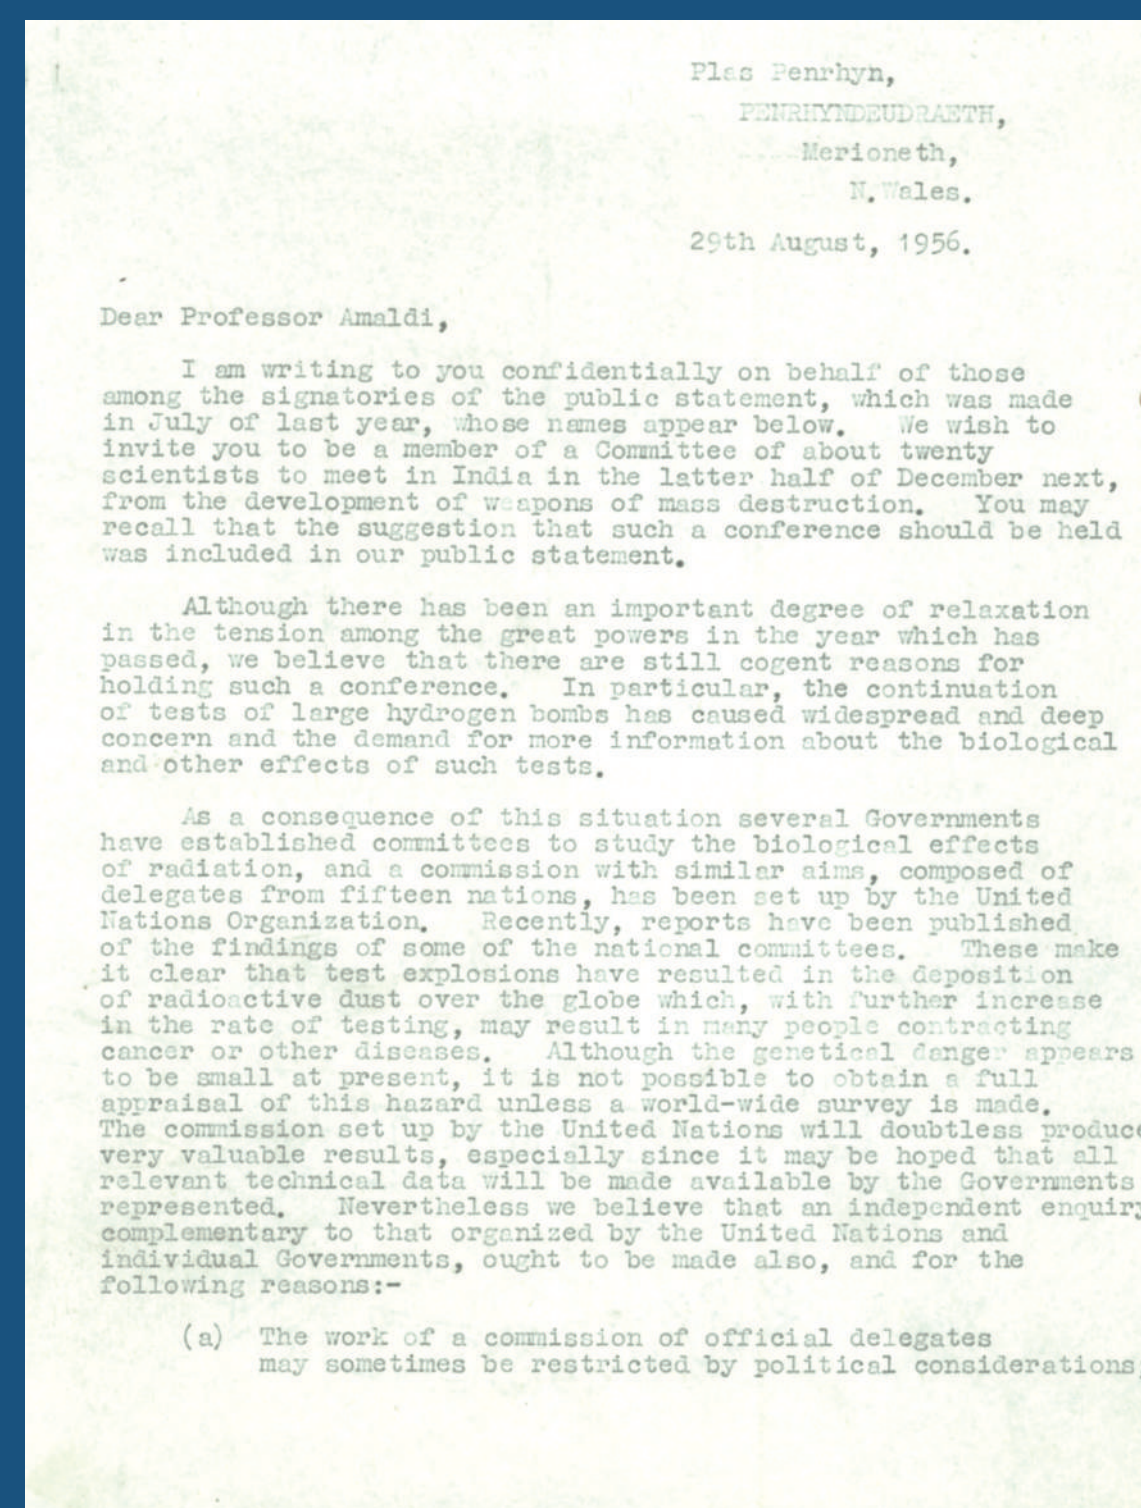 Plas Penrhyn,
PENRHYNDEUDRAETH,
Merioneth,
N.Wales.
29th August, 1956.
Dear Professor Amaldi,
I am writing to you confidentially on behalf of those
among the signatories of the public statement, which was made
in July of last year, whose names appear below. We wish to
invite you to be a member of a Committee of about twenty
scientists to meet in India in the latter half of December next,
from the development of weapons of mass destruction. You may
recall that the suggestion that such a conference should be held
was included in our public statement.
Although there has been an important degree of relaxation
in the tension among the great powers in the year which has
passed, we believe that there are still cogent reasons for
holding such a conference. In particular, the continuation
of tests of large hydrogen bombs has caused widespread and deep
concern and the demand for more information about the biological
and other effects of such tests.
As a consequence of this situation several Governments
have established committees to study the biological effects
of radiation, and a commission with similar aims, composed of
delegates from fifteen nations, has been set up by the United
Nations Organization. Recently, reports have been published
of the findings of some of the national committees. These make
it clear that test explosions have resulted in the deposition
of radioactive dust over the globe which, with further increase
in the rate of testing, may result in many people contracting
cancer or other diseases. Although the genetical danger appears
to be small at present, it is not possible to obtain a full
appraisal of this hazard unless a world-wide survey is made.
The commission set up by the United Nations will doubtless produce
very valuable results, especially since it may be hoped that all
relevant technical data will be made available by the Governments
represented. Nevertheless we believe that an independent enquiry
complementary to that organized by the United Nations and
individual Governments, ought to be made also, and for the
following reasons:-
(a) The work of a commission of official delegates
may sometimes be restricted by political considerations,